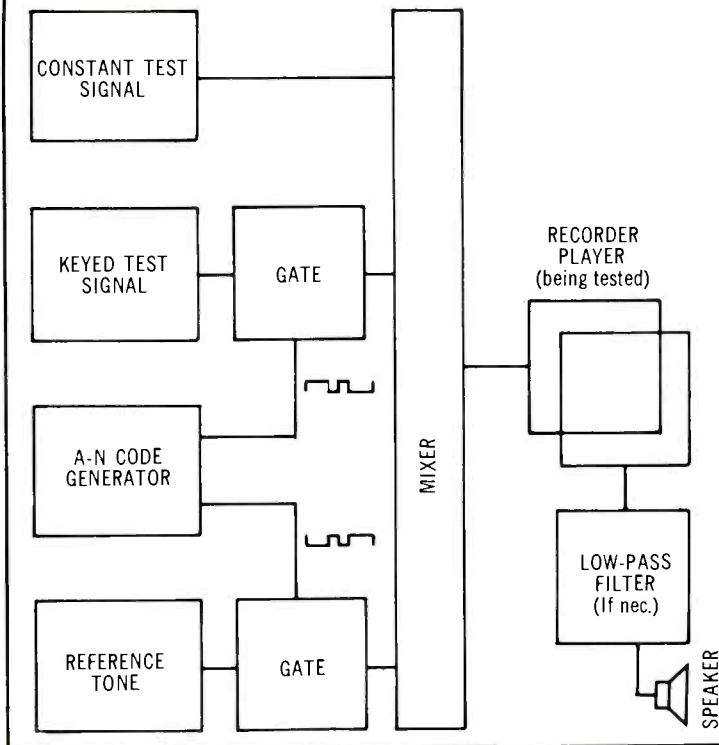 CONSTANT TEST
SIGNAL
KEYED TEST
SIGNAL
GATE
A-N CODE
GENERATOR
REFERENCE
TONE
GATE
MIXER
RECORDER
PLAYER
(being tested)
LOW-PASS
FILTER
(If nec.)
SPEAKER